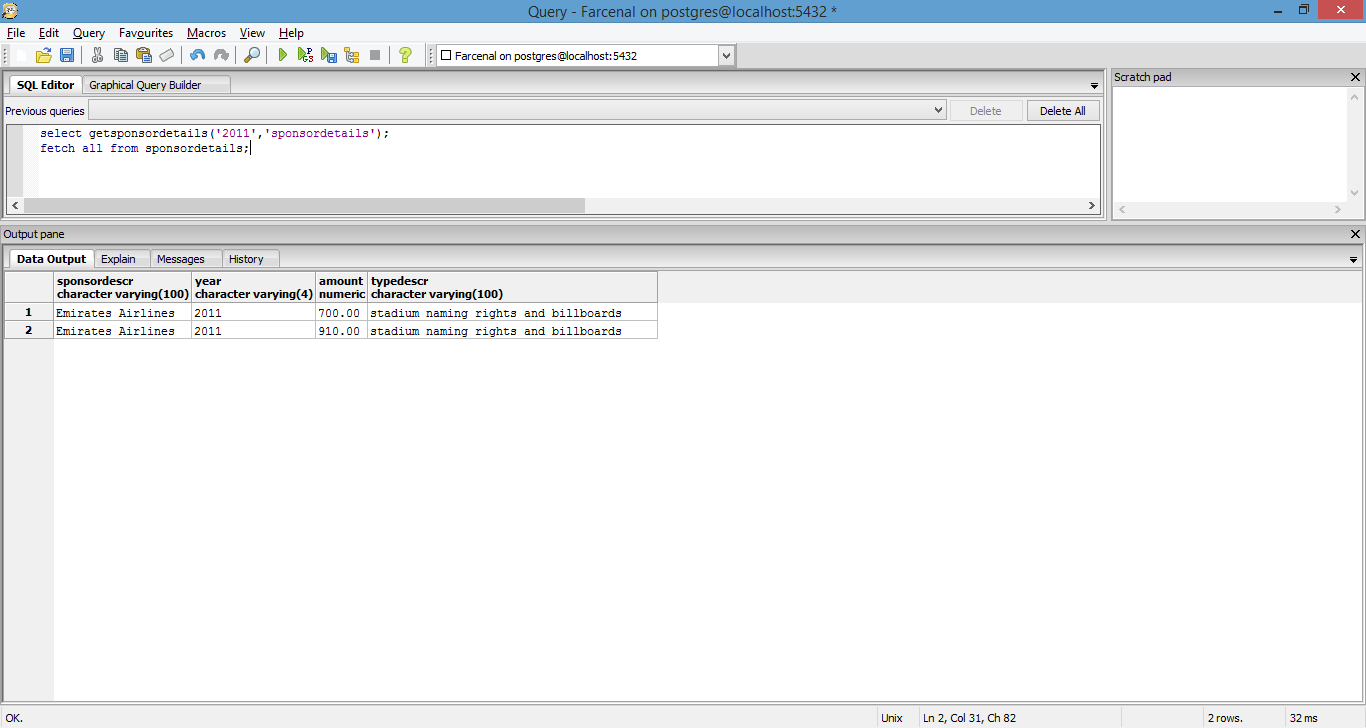 Query - Farcenal on postgres@localhost:5432 *
File Edit Query Favourites Macros View Help
Farcenal on postgres@localhost:5432
SQL Editor Graphical Query Builder
Scratch pad
Previous queries Delete Delete All
select getsponsordetails('2011','sponsordetails');
fetch all from sponsordetails;
Output pane
Data Output Explain Messages History
sponsordescr year amount typedescr
character varying(100) character varying(4) numeric character varying(100)
1 Emirates Airlines 2011 700.00 stadium naming rights and billboards
2 Emirates Airlines 2011 910.00 stadium naming rights and billboards
OK. Unix Ln 2, Col 31, Ch 82 2 rows. 32 ms